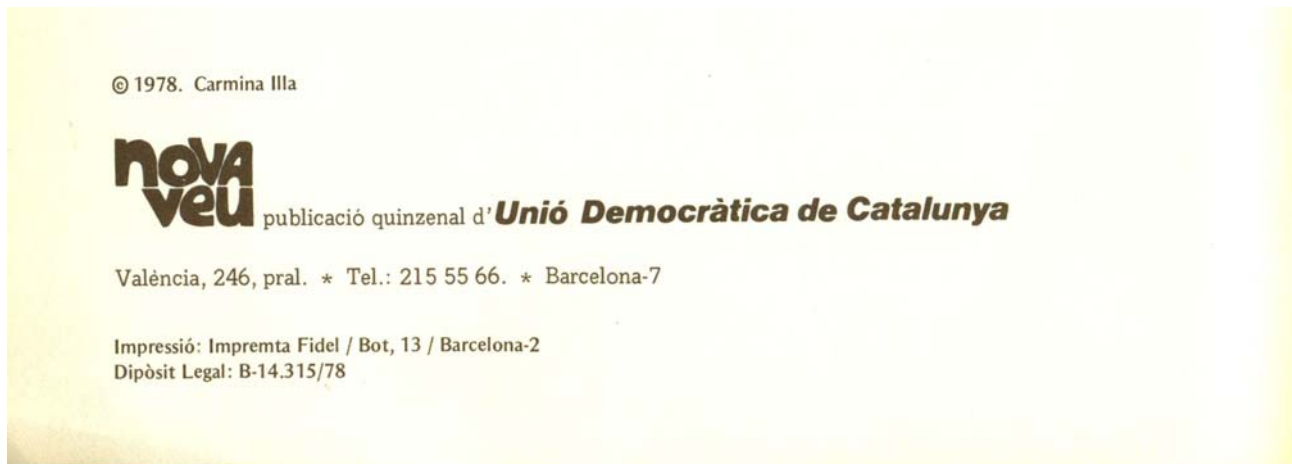 © 1978. Carmina Illa
nova
veu publicació quinzenal d'Unió Democràtica de Catalunya
València, 246, pral. * Tel.: 215 55 66. * Barcelona-7
Impressió: Impremta Fidel / Bot, 13 / Barcelona-2
Dipòsit Legal: B-14.315/78